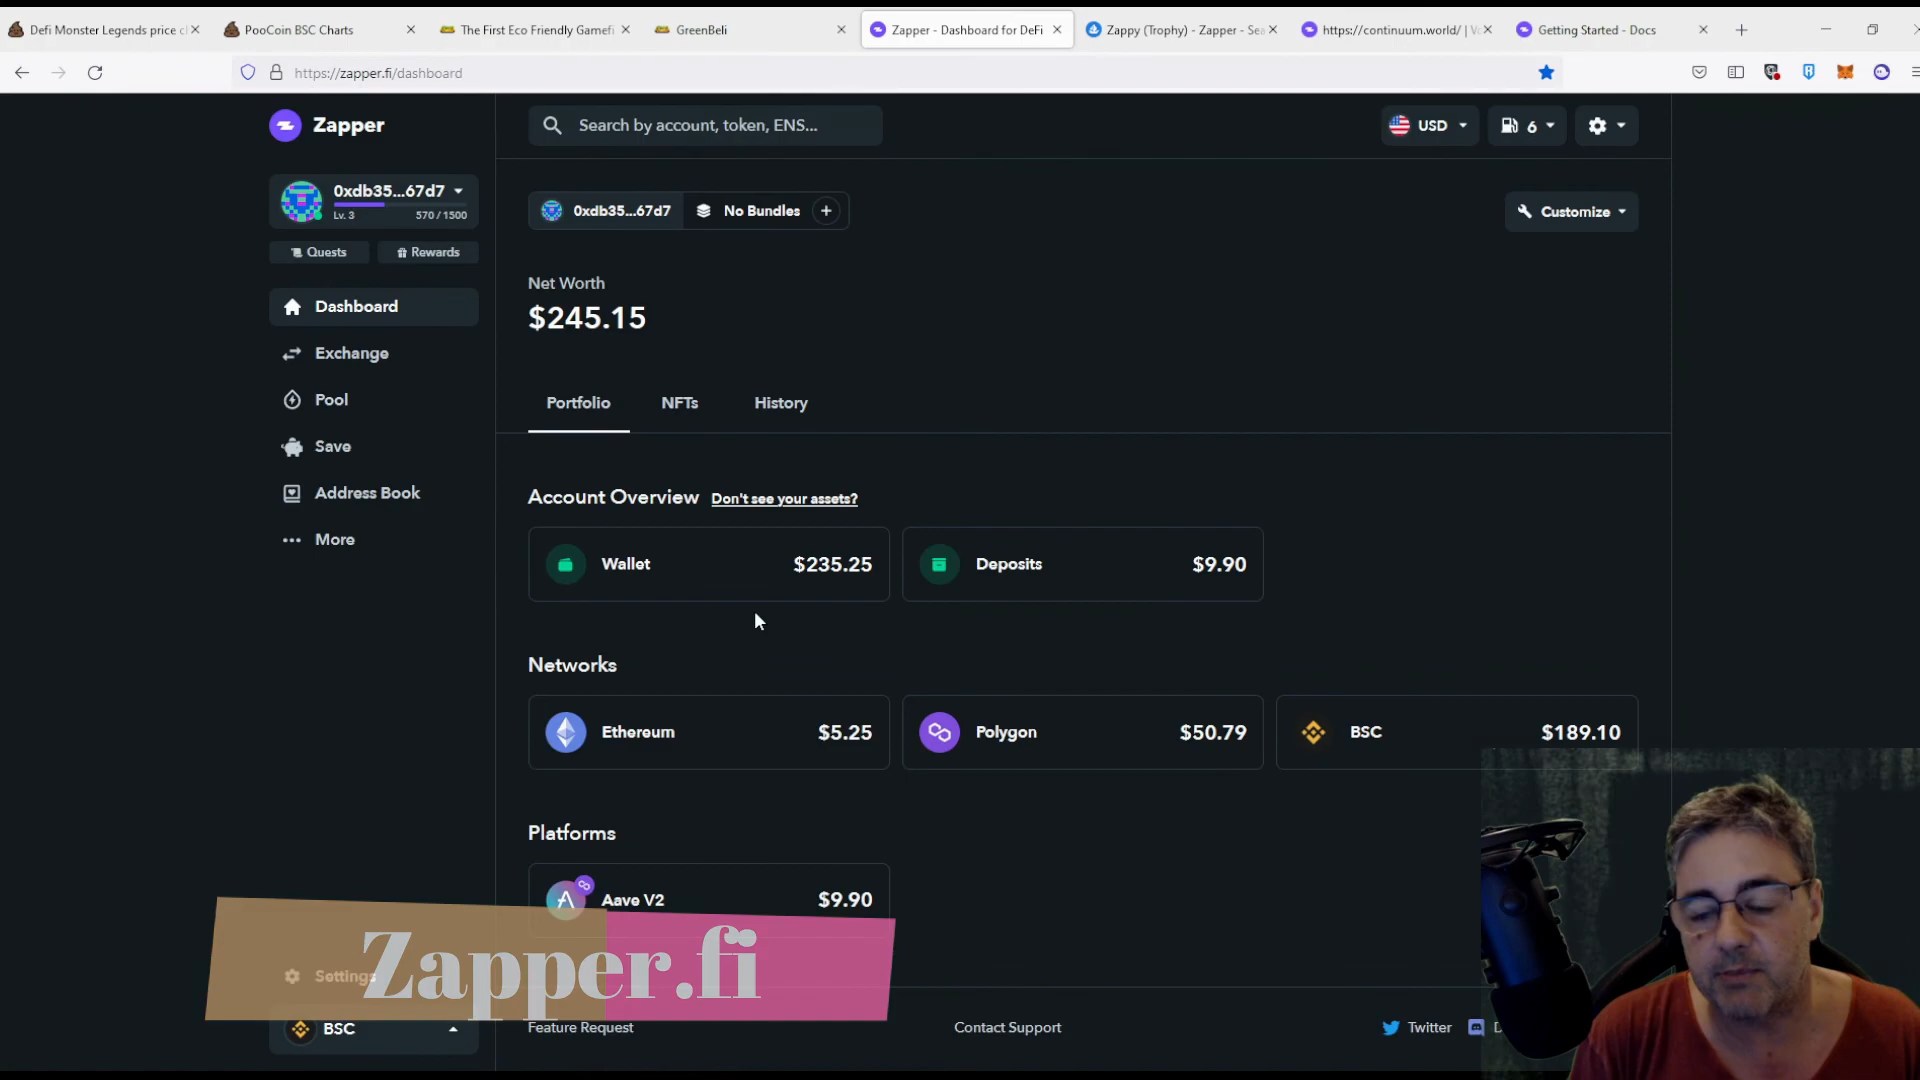 Defi Monster Legends price c
PooCoin BSC Charts
The First Eco Friendly Gamefi
GreenBeli
Zapper - Dashboard for DeFi
Zappy (Trophy) - Zapper - Sea
https://continuum.world/ | V
Getting Started - Docs
https://zapper.fi/dashboard
Zapper
Search by account, token, ENS...
USD
6
0xdb35...67d7
Lv. 3
570 / 1500
Quests
Rewards
0xdb35...67d7
No Bundles
Customize
Net Worth
$245.15
Dashboard
Exchange
Pool
Save
Address Book
More
Portfolio
NFTs
History
Account Overview
Don't see your assets?
Wallet
$235.25
Deposits
$9.90
Networks
Ethereum
$5.25
Polygon
$50.79
BSC
$189.10
Platforms
Aave V2
$9.90
Zapper.fi
Settings
BSC
Feature Request
Contact Support
Twitter
D